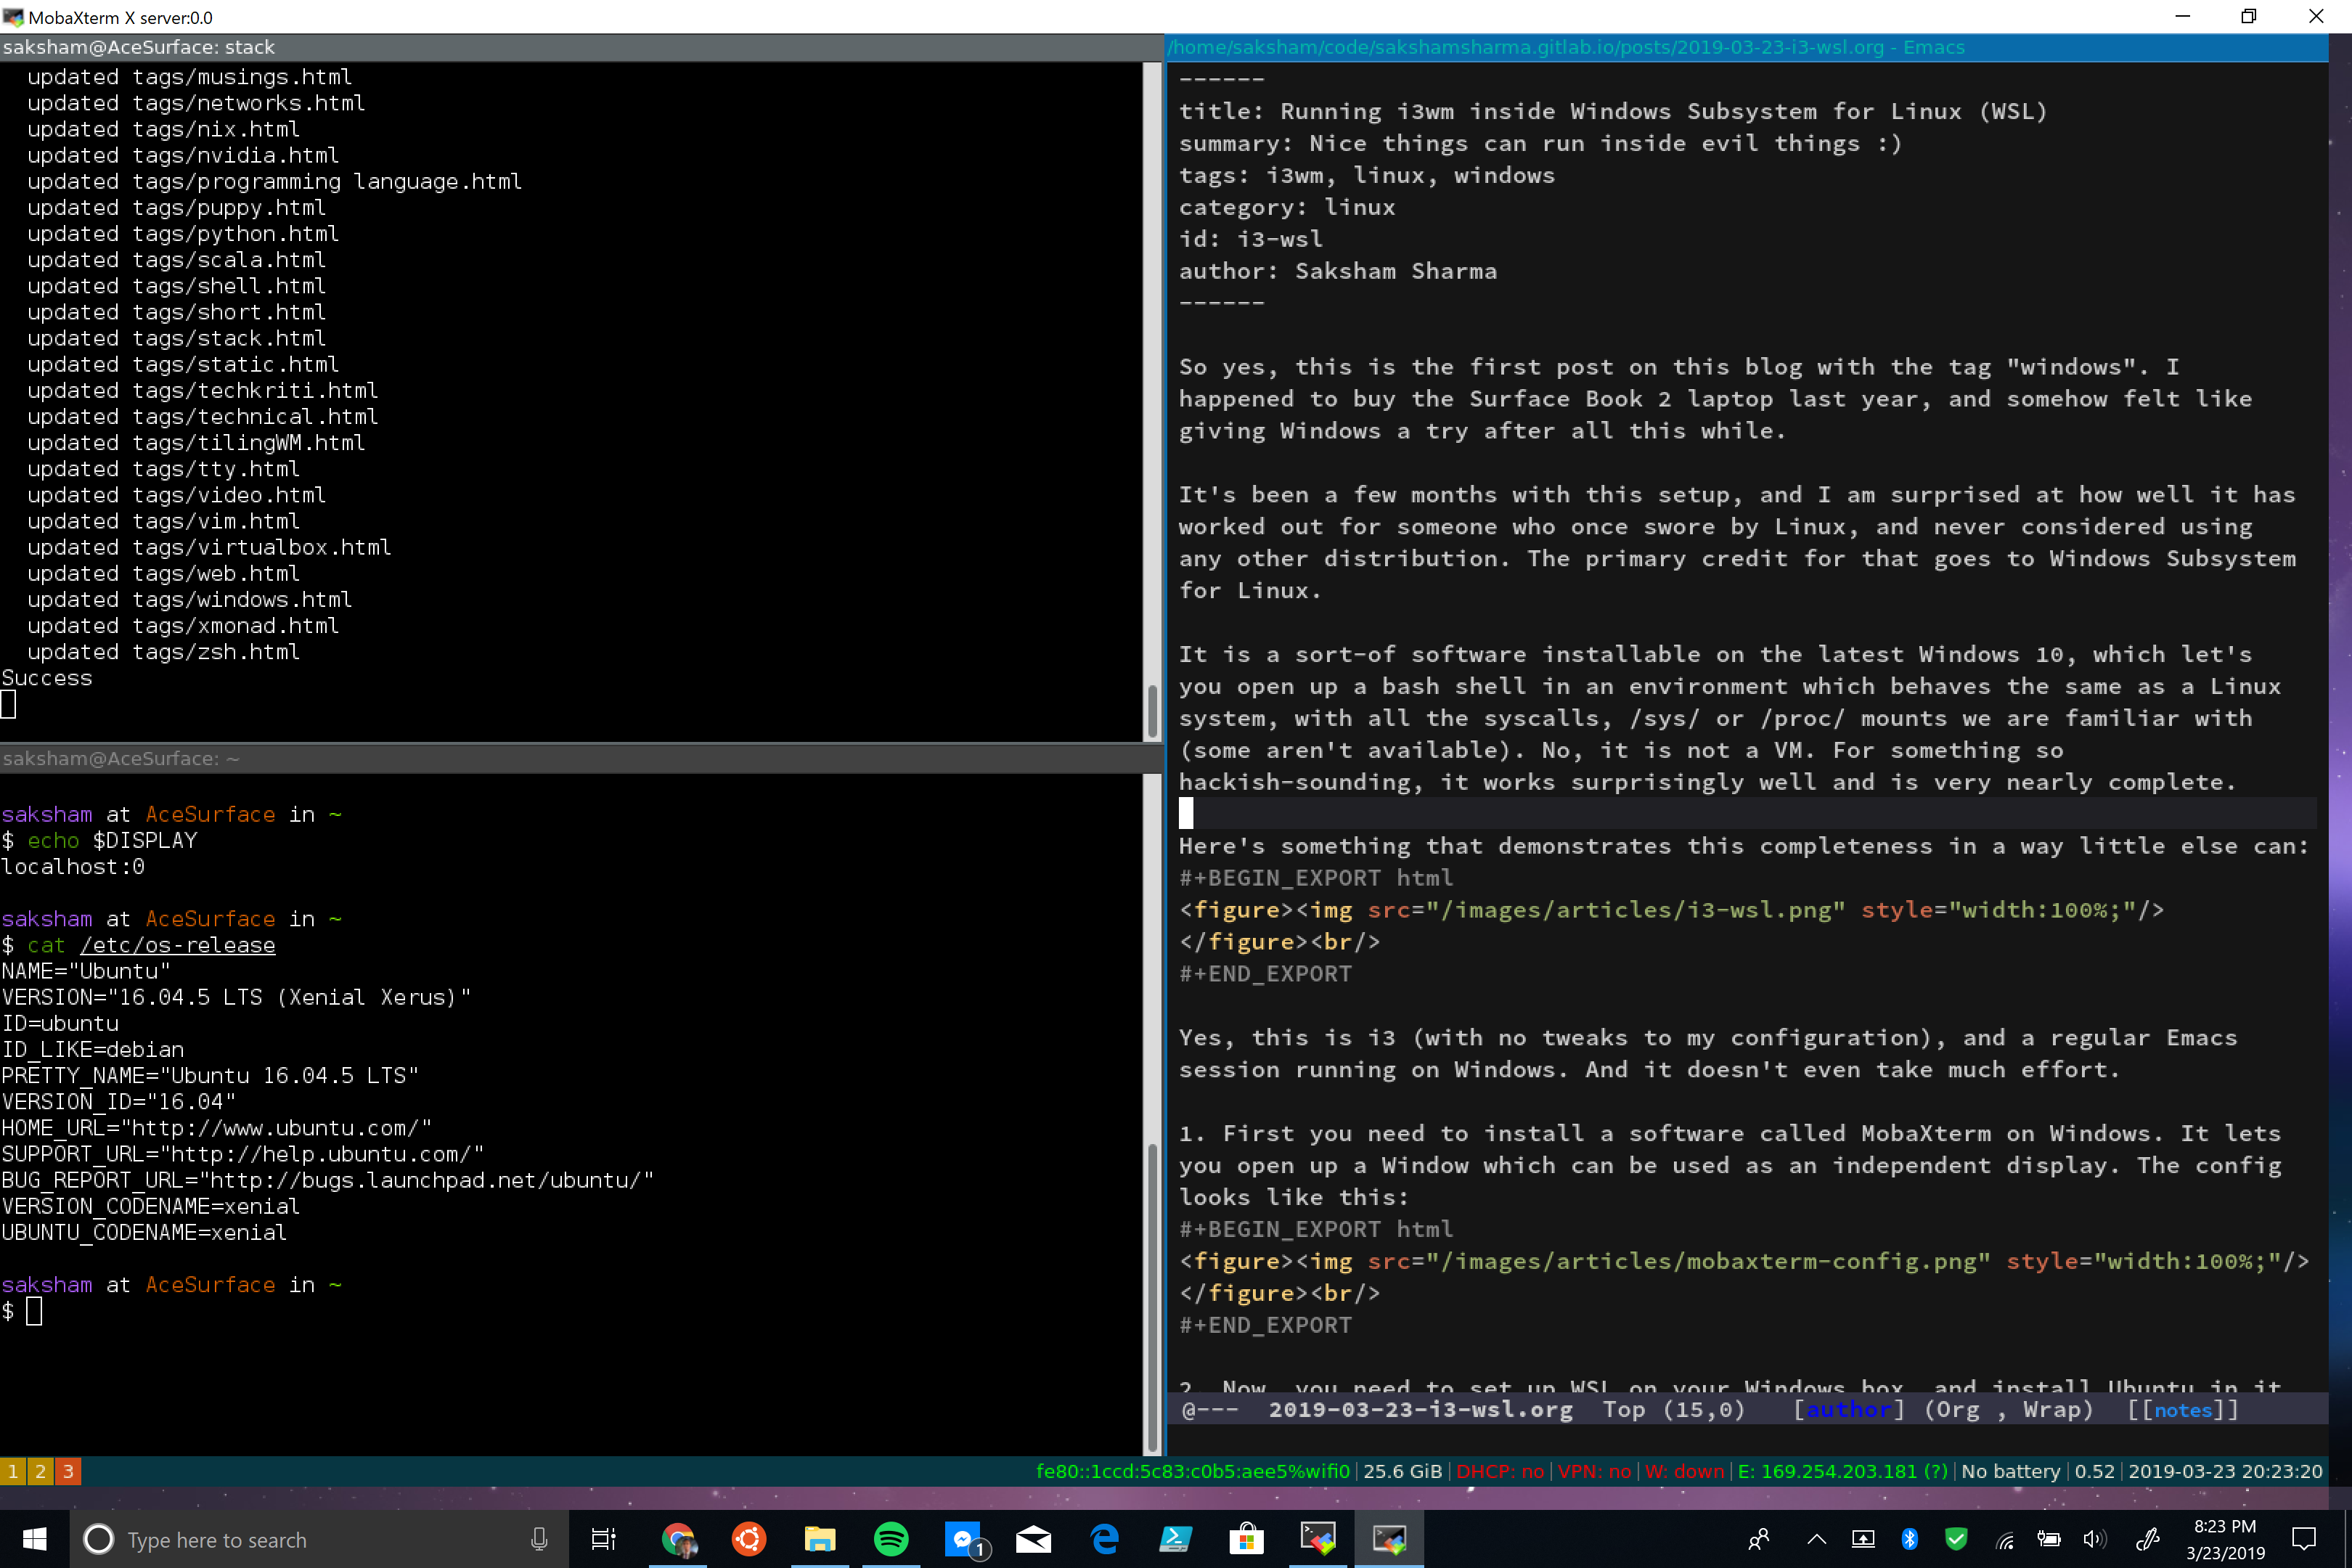 MobaXterm X server:0.0
saksham@AceSurface: stack
updated tags/musings.html
updated tags/networks.html
updated tags/nix.html
updated tags/nvidia.html
updated tags/programming language.html
updated tags/puppy.html
updated tags/python.html
updated tags/scala.html
updated tags/shell.html
updated tags/short.html
updated tags/stack.html
updated tags/static.html
updated tags/techkriti.html
updated tags/technical.html
updated tags/tilingWM.html
updated tags/tty.html
updated tags/video.html
updated tags/vim.html
updated tags/virtualbox.html
updated tags/web.html
updated tags/windows.html
updated tags/xmonad.html
updated tags/zsh.html
Success
saksham@AceSurface: ~
saksham at AceSurface in ~
$ echo $DISPLAY
localhost:0
saksham at AceSurface in ~
$ cat /etc/os-release
NAME="Ubuntu"
VERSION="16.04.5 LTS (Xenial Xerus)"
ID=ubuntu
ID_LIKE=debian
PRETTY_NAME="Ubuntu 16.04.5 LTS"
VERSION_ID="16.04"
HOME_URL="http://www.ubuntu.com/"
SUPPORT_URL="http://help.ubuntu.com/"
BUG_REPORT_URL="http://bugs.launchpad.net/ubuntu/"
VERSION_CODENAME=xenial
UBUNTU_CODENAME=xenial
saksham at AceSurface in ~
$
/home/saksham/code/sakshamsharma.gitlab.io/posts/2019-03-23-i3-wsl.org - Emacs
------
title: Running i3wm inside Windows Subsystem for Linux (WSL)
summary: Nice things can run inside evil things :)
tags: i3wm, linux, windows
category: linux
id: i3-wsl
author: Saksham Sharma
------
So yes, this is the first post on this blog with the tag "windows". I
happened to buy the Surface Book 2 laptop last year, and somehow felt like
giving Windows a try after all this while.
It's been a few months with this setup, and I am surprised at how well it has
worked out for someone who once swore by Linux, and never considered using
any other distribution. The primary credit for that goes to Windows Subsystem
for Linux.
It is a sort-of software installable on the latest Windows 10, which let's
you open up a bash shell in an environment which behaves the same as a Linux
system, with all the syscalls, /sys/ or /proc/ mounts we are familiar with
(some aren't available). No, it is not a VM. For something so
hackish-sounding, it works surprisingly well and is very nearly complete.
Here's something that demonstrates this completeness in a way little else can:
#+BEGIN_EXPORT html
<figure><img src="/images/articles/i3-wsl.png" style="width:100%;"/>
</figure><br/>
#+END_EXPORT
Yes, this is i3 (with no tweaks to my configuration), and a regular Emacs
session running on Windows. And it doesn't even take much effort.
1. First you need to install a software called MobaXterm on Windows. It lets
you open up a Window which can be used as an independent display. The config
looks like this:
#+BEGIN_EXPORT html
<figure><img src="/images/articles/mobaxterm-config.png" style="width:100%;"/>
</figure><br/>
#+END_EXPORT
2. Now, you need to set up WSL on your Windows box, and install Ubuntu in it
@--- 2019-03-23-i3-wsl.org Top (15,0) [author] (Org , Wrap) [[notes]]
1 2 3
fe80::1ccd:5c83:c0b5:aee5%wifi0 | 25.6 GiB | DHCP: no | VPN: no | W: down | E: 169.254.203.181 (?) | No battery | 0.52 | 2019-03-23 20:23:20
Type here to search
1
8:23 PM
3/23/2019